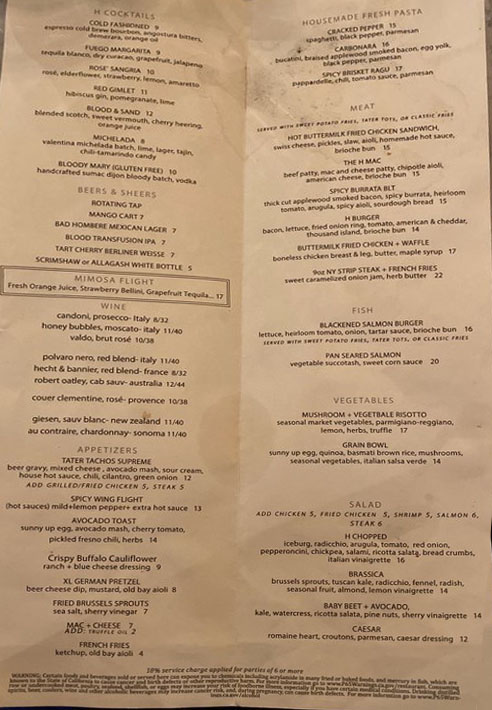 H COCKTAILS
COLD FASHIONED 9
espresso cold brew bourbon, angostura bitters,
demerara, orange oil
FUEGO MARGARITA 9
tequila blanco, dry curacao, grapefruit, jalapeno
ROSE' SANGRIA 10
rosé, elderflower, strawberry, lemon, amaretto
RED GIMLET 11
hibiscus gin, pomegranate, lime
BLOOD & SAND 12
blended scotch, sweet vermouth, cherry heering,
orange juice
MICHELADA 8
valentina michelada batch, lime, lager, tajin,
chili-tamarindo candy
BLOODY MARY (GLUTEN FREE) 10
handcrafted sumac dijon bloody batch, vodka
BEERS & SHEERS
ROTATING TAP
MANGO CART 7
BAD HOMBERE MEXICAN LAGER 7
BLOOD TRANSFUSION IPA 7
TART CHERRY BERLINER WEISSE 7
SCRIMSHAW or ALLAGASH WHITE BOTTLE 5
MIMOSA FLIGHT
Fresh Orange Juice, Strawberry Bellini, Grapefruit Tequila... 17
WINE
candoni, prosecco- Italy 8/32
honey bubbles, moscato- italy 11/40
valdo, brut rosé 10/38
polvaro nero, red blend- italy 11/40
hecht & bannier, red blend- france 8/32
robert oatley, cab sauv- australia 12/44
couer clementine, rosé- provence 10/38
giesen, sauv blanc- new zealand 11/40
au contraire, chardonnay- sonoma 11/40
APPETIZERS
TATER TACHOS SUPREME
beer gravy, mixed cheese, avocado mash, sour cream,
house hot sauce, chili, cilantro, green onion 12
ADD GRILLED/FRIED CHICKEN 5, STEAK 5
SPICY WING FLIGHT
(hot sauces) mild+lemon pepper+ extra hot sauce 13
AVOCADO TOAST
sunny up egg, avocado mash, cherry tomato,
pickled fresno chili, herbs 14
Crispy Buffalo Cauliflower
ranch + blue cheese dressing 9
XL GERMAN PRETZEL
beer cheese dip, mustard, old bay aioli 8
FRIED BRUSSELS SPROUTS
sea salt, sherry vinegar 7
MAC + CHEESE 7
ADD: TRUFFLE OIL 2
FRENCH FRIES
ketchup, old bay aioli 4
HOUSEMADE FRESH PASTA
CRACKED PEPPER 15
spaghetti, black pepper, parmesan
CARBONARA 16
bucatini, braised applewood smoked bacon, egg yolk,
black pepper, parmesan
SPICY BRISKET RAGU 17
pappardelle, chili, tomato sauce, parmesan
MEAT
SERVED WITH SWEET POTATO FRIES, TATER TOTS, OR CLASSIC FRIES
HOT BUTTERMILK FRIED CHICKEN SANDWICH,
swiss cheese, pickles, slaw, aioli, homemade hot sauce,
brioche bun 15
THE H MAC
beef patty, mac and cheese patty, chipotle aioli,
american cheese, brioche bun 15
SPICY BURRATA BLT
thick cut applewood smoked bacon, spicy burrata, heirloom
tomato, arugula, spicy aioli, sourdough bread 15
H BURGER
bacon, lettuce, fried onion ring, tomato, american & cheddar,
thousand island, brioche bun 14
BUTTERMILK FRIED CHICKEN + WAFFLE
boneless chicken breast & leg, butter, maple syrup 17
9oz NY STRIP STEAK + FRENCH FRIES
sweet caramelized onion jam, herb butter 22
FISH
BLACKENED SALMON BURGER
lettuce, heirloom tomato, onion, tartar sauce, brioche bun 16
SERVED WITH SWEET POTATO FRIES, TATER TOTS, OR CLASSIC FRIES
PAN SEARED SALMON
vegetable succotash, sweet corn sauce 20
VEGETABLES
MUSHROOM + VEGETBALE RISOTTO
seasonal market vegetables, parmigiano-reggiano,
lemon, herbs, truffle 17
GRAIN BOWL
sunny up egg, quinoa, basmati brown rice, mushrooms,
seasonal vegetables, italian salsa verde 14
SALAD
ADD CHICKEN 5, FRIED CHICKEN 5, SHRIMP 5, SALMON 6,
STEAK 6
H CHOPPED
iceburg, radicchio, arugula, tomato, red onion,
pepperoncini, chickpea, salami, ricotta salata, bread crumbs,
italian vinaigrette 16
BRASSICA
brussels sprouts, tuscan kale, radicchio, fennel, radish,
seasonal fruit, almond, lemon vinaigrette 14
BABY BEET + AVOCADO,
kale, watercress, ricotta salata, pine nuts, sherry vinaigrette 14
CAESAR
romaine heart, croutons, parmesan, caesar dressing 12
18% service charge applied for parties of 6 or more
WARNING: Certain foods and beverages sold or served here can expose you to chemicals including acrylamide in many fried or baked foods, and mercury in fish, which are
known to the State of California to cause cancer and birth defects or other reproductive harm. For more information go to www.P65Warnings.ca.gov/restaurant. Consuming
raw or undercooked meat, poultry, seafood, shellfish, or eggs may increase your risk of foodborne illness, especially if you have certain medical conditions. Drinking distilled
spirits, beer, coolers, wine and other alcoholic beverages may increase cancer risk, and, during pregnancy, can cause birth defects. For more information go to www.P65Warn-
ings.ca.gov/alcohol